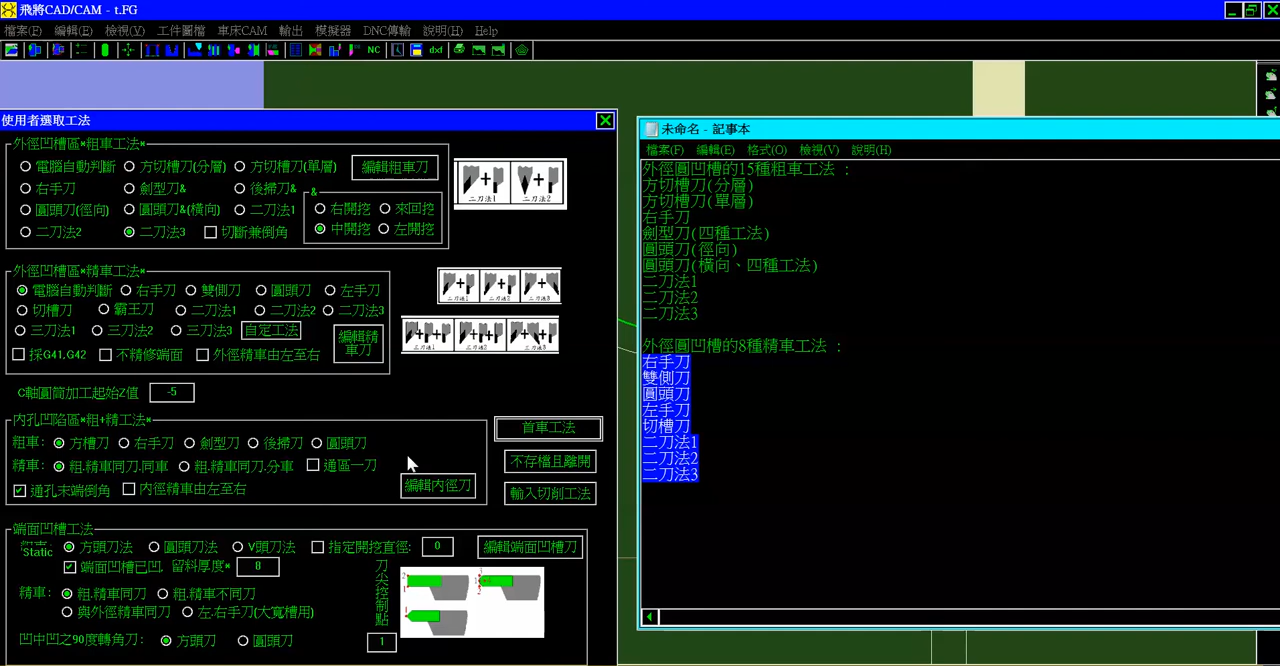 飛將CAD/CAM - t.FG
檔案(F) 編輯(E) 檢視(V) 工件圖檔 車床CAM 輸出 模擬器 DNC傳輸 說明(H) Help
NC dxd
使用者選取工法
外徑凹槽區*粗車工法*
電腦自動判斷 方切槽刀(分層) 方切槽刀(單層) 編輯粗車刀
右手刀 劍型刀& 後掃刀& &
圓頭刀(徑向) 圓頭刀&(橫向) 二刀法1 右開挖 來回挖
二刀法2 二刀法3 切斷兼倒角 中開挖 左開挖
二刀法1 二刀法2
外徑凹槽區*精車工法*
電腦自動判斷 右手刀 雙側刀 圓頭刀 左手刀
切槽刀 霸王刀 二刀法1 二刀法2 二刀法3
三刀法1 三刀法2 三刀法3 自定工法 編輯精車刀
採G41,G42 不精修端面 外徑精車由左至右
C軸圓筒加工起始Z值 -5
內孔凹陷區*粗+精工法*
粗車: 方槽刀 右手刀 劍型刀 後掃刀 圓頭刀
精車: 粗.精車同刀.同車 粗.精車同刀.分車 通區一刀
通孔末端倒角 內徑精車由左至右 編輯內徑刀
首車工法
不存檔且離開
輸入切削工法
端面凹槽工法
Static 方頭刀法 圓頭刀法 V頭刀法 指定開挖直徑: 0 編輯端面凹槽刀
端面凹槽已凹. 留料厚度* 8
精車: 粗.精車同刀 粗.精車不同刀
與外徑精車同刀 左.右手刀(大寬槽用)
凹中凹之90度轉角刀: 方頭刀 圓頭刀
刀尖控制點
1
未命名 - 記事本
檔案(F) 編輯(E) 格式(O) 檢視(V) 說明(H)
外徑圓凹槽的15種粗車工法 :
方切槽刀(分層)
方切槽刀(單層)
右手刀
劍型刀(四種工法)
圓頭刀(徑向)
圓頭刀(橫向、四種工法)
二刀法1
二刀法2
二刀法3
外徑圓凹槽的8種精車工法 :
右手刀
雙側刀
圓頭刀
左手刀
切槽刀
二刀法1
二刀法2
二刀法3